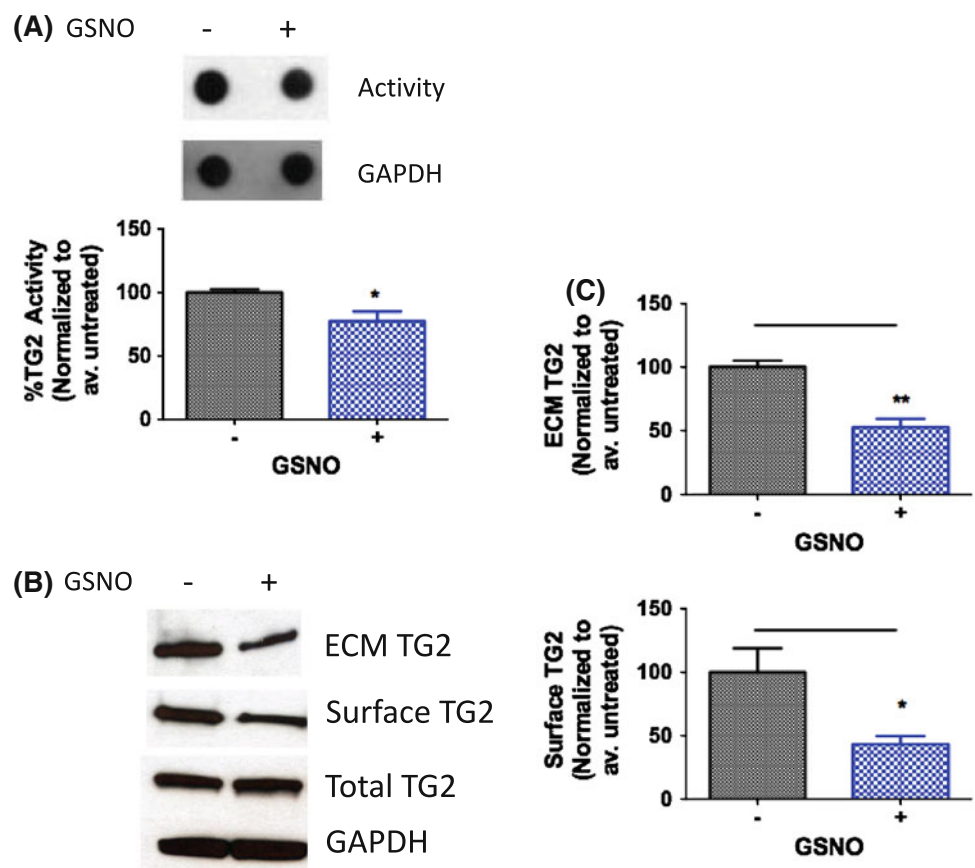 (A) GSNO - +
Activity
GAPDH
%TG2 Activity
(Normalized to
av. untreated)
150
100
50
0
*
- +
GSNO
(B) GSNO - +
ECM TG2
Surface TG2
Total TG2
GAPDH
(C)
ECM TG2
(Normalized to
av. untreated)
150
100
50
0
**
- +
GSNO
Surface TG2
(Normalized to
av. untreated)
150
100
50
0
*
- +
GSNO